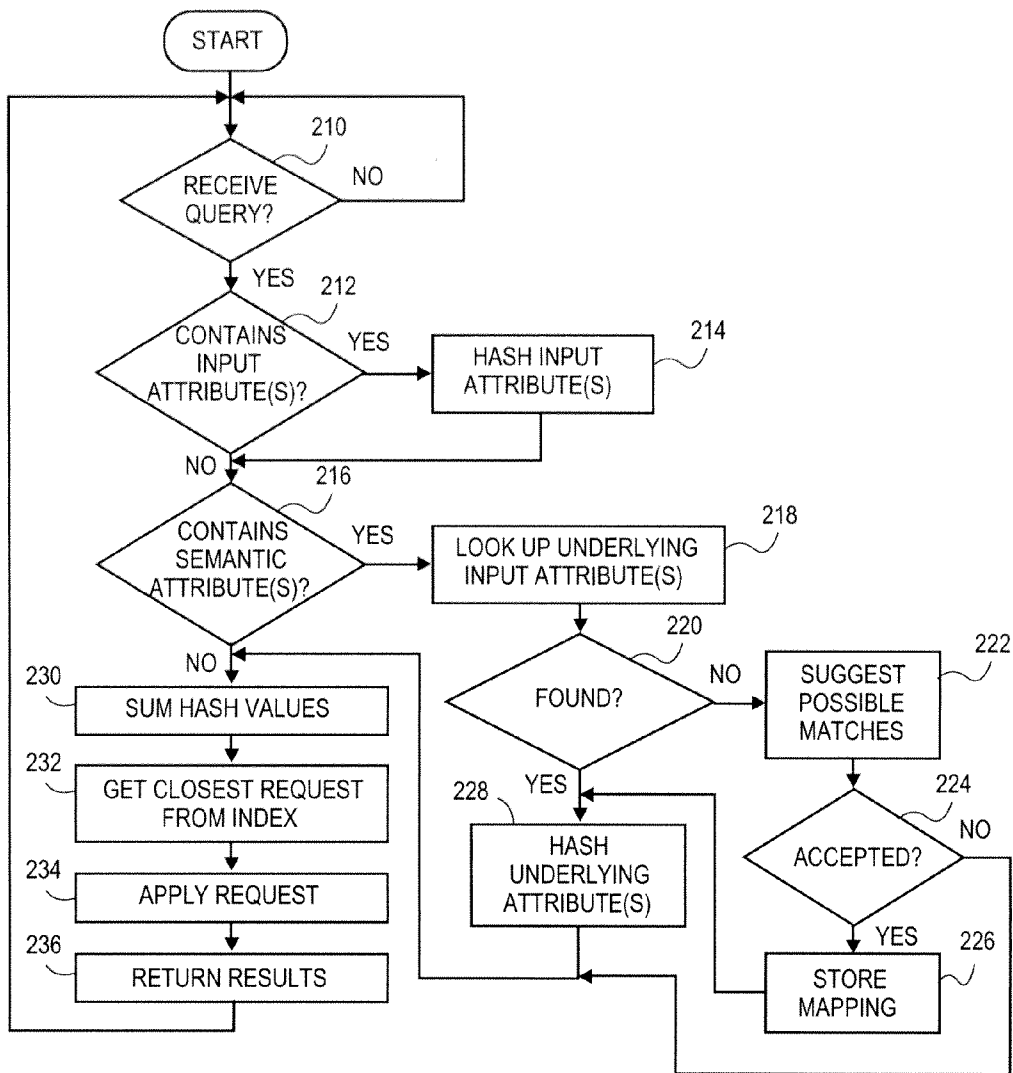 START
210
RECEIVE
QUERY?
NO
YES
212
CONTAINS
INPUT
ATTRIBUTE(S)?
YES
214
HASH INPUT
ATTRIBUTE(S)
NO
216
CONTAINS
SEMANTIC
ATTRIBUTE(S)?
YES
218
LOOK UP UNDERLYING
INPUT ATTRIBUTE(S)
220
FOUND?
NO
222
SUGGEST
POSSIBLE
MATCHES
224
ACCEPTED?
NO
YES
226
STORE
MAPPING
YES
228
HASH
UNDERLYING
ATTRIBUTE(S)
NO
230
SUM HASH VALUES
232
GET CLOSEST REQUEST
FROM INDEX
234
APPLY REQUEST
236
RETURN RESULTS